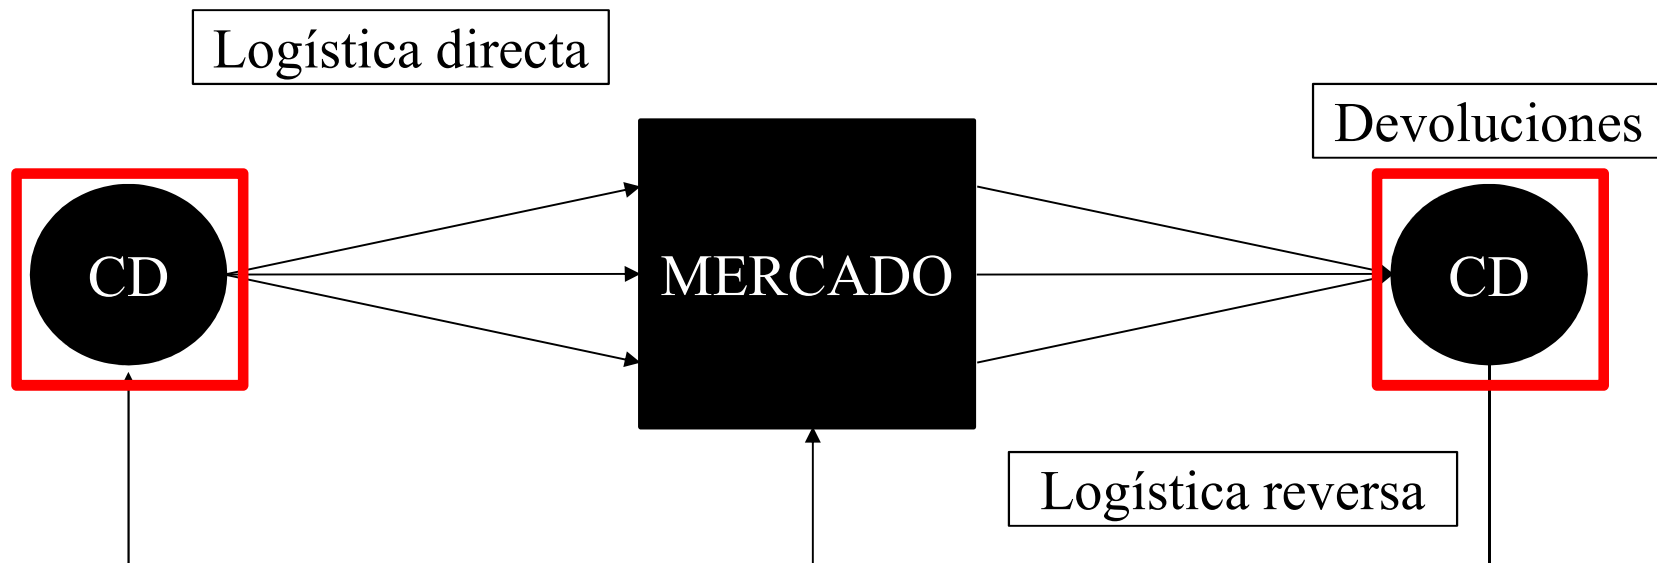 Logística directa
Devoluciones
CD
MERCADO
CD
Logística reversa